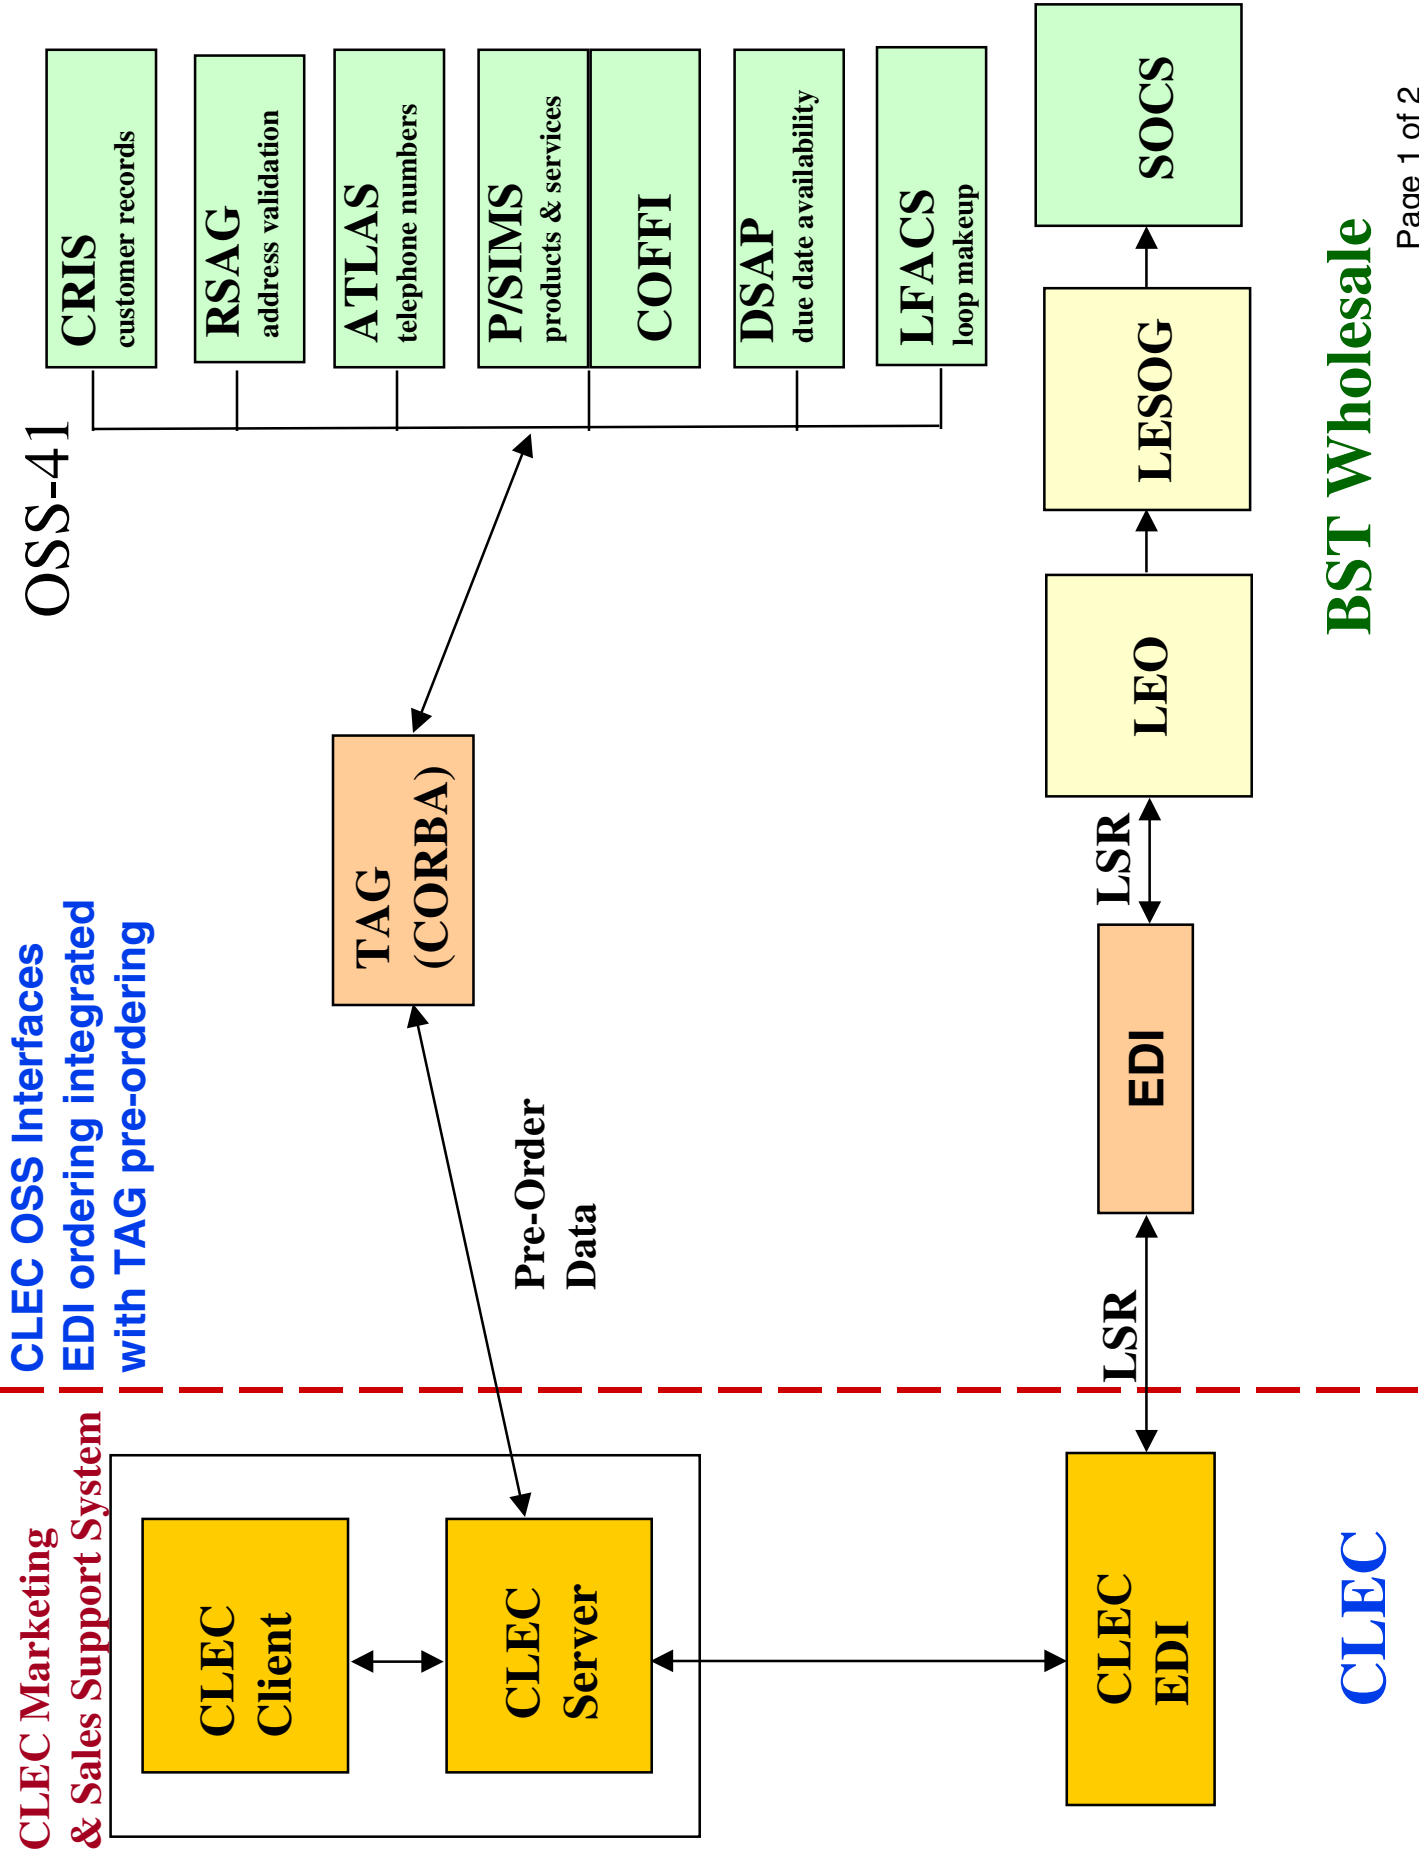 OSS-41
CLEC Marketing
& Sales Support System
CLEC OSS Interfaces
EDI ordering integrated
with TAG pre-ordering
CLEC
Client
CLEC
Server
Pre-Order
Data
TAG
(CORBA)
CRIS
customer records
RSAG
address validation
ATLAS
telephone numbers
P/SIMS
products & services
COFFI
DSAP
due date availability
LFACS
loop makeup
CLEC
EDI
LSR
EDI
LSR
LEO
LESOG
SOCS
CLEC
BST Wholesale
Page 1 of 2